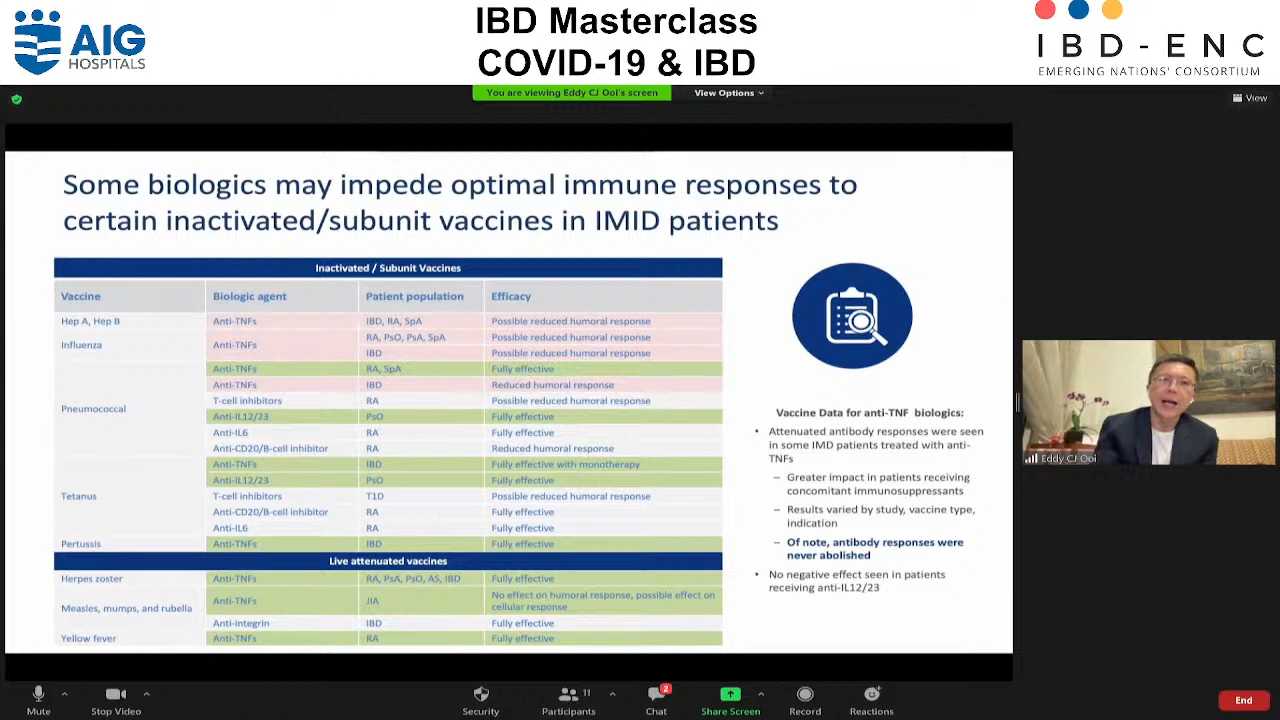 AIG
HOSPITALS
IBD Masterclass
COVID-19 & IBD
IBD-ENC
EMERGING NATIONS' CONSORTIUM
You are viewing Eddy CJ Ooi's screen
View Options
View
Some biologics may impede optimal immune responses to
certain inactivated/subunit vaccines in IMID patients
Inactivated / Subunit Vaccines
Vaccine Biologic agent Patient population Efficacy
Hep A, Hep B Anti-TNFs IBD, RA, SpA Possible reduced humoral response
Influenza Anti-TNFs RA, PsO, PsA, SpA Possible reduced humoral response
IBD Possible reduced humoral response
Anti-TNFs RA, SpA Fully effective
Anti-TNFs IBD Reduced humoral response
T-cell inhibitors RA Possible reduced humoral response
Pneumococcal Anti-IL12/23 PsO Fully effective
Anti-IL6 RA Fully effective
Anti-CD20/B-cell inhibitor RA Reduced humoral response
Anti-TNFs IBD Fully effective with monotherapy
Anti-IL12/23 PsO Fully effective
Tetanus T-cell inhibitors T1D Possible reduced humoral response
Anti-CD20/B-cell inhibitor RA Fully effective
Anti-IL6 RA Fully effective
Pertussis Anti-TNFs IBD Fully effective
Live attenuated vaccines
Herpes zoster Anti-TNFs RA, PsA, PsO, AS, IBD Fully effective
Measles, mumps, and rubella Anti-TNFs JIA No effect on humoral response, possible effect on
cellular response
Anti-integrin IBD Fully effective
Yellow fever Anti-TNFs RA Fully effective
Vaccine Data for anti-TNF biologics:
• Attenuated antibody responses were seen
in some IMD patients treated with anti-
TNFs
– Greater impact in patients receiving
concomitant immunosuppressants
– Results varied by study, vaccine type,
indication
– Of note, antibody responses were
never abolished
• No negative effect seen in patients
receiving anti-IL12/23
Eddy CJ Ooi
Mute
Stop Video
Security
Participants 11
Chat 2
Share Screen
Record
Reactions
End